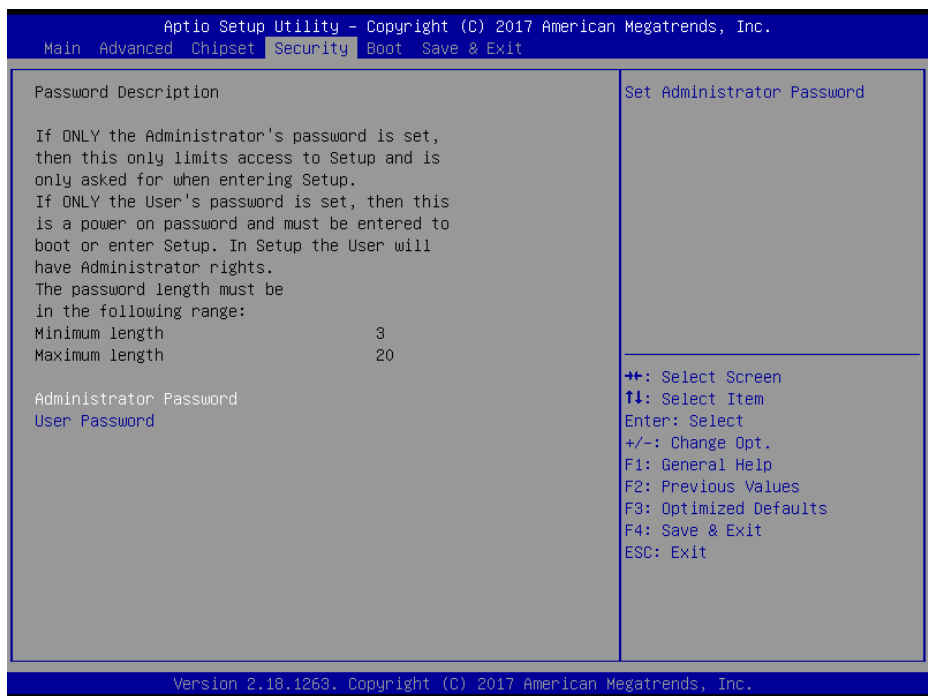 Aptio Setup Utility – Copyright (C) 2017 American Megatrends, Inc.
Main Advanced Chipset Security Boot Save & Exit
Password Description
If ONLY the Administrator's password is set,
then this only limits access to Setup and is
only asked for when entering Setup.
If ONLY the User's password is set, then this
is a power on password and must be entered to
boot or enter Setup. In Setup the User will
have Administrator rights.
The password length must be
in the following range:
Minimum length 3
Maximum length 20
Administrator Password
User Password
Set Administrator Password
→←: Select Screen
↑↓: Select Item
Enter: Select
+/-: Change Opt.
F1: General Help
F2: Previous Values
F3: Optimized Defaults
F4: Save & Exit
ESC: Exit
Version 2.18.1263. Copyright (C) 2017 American Megatrends, Inc.